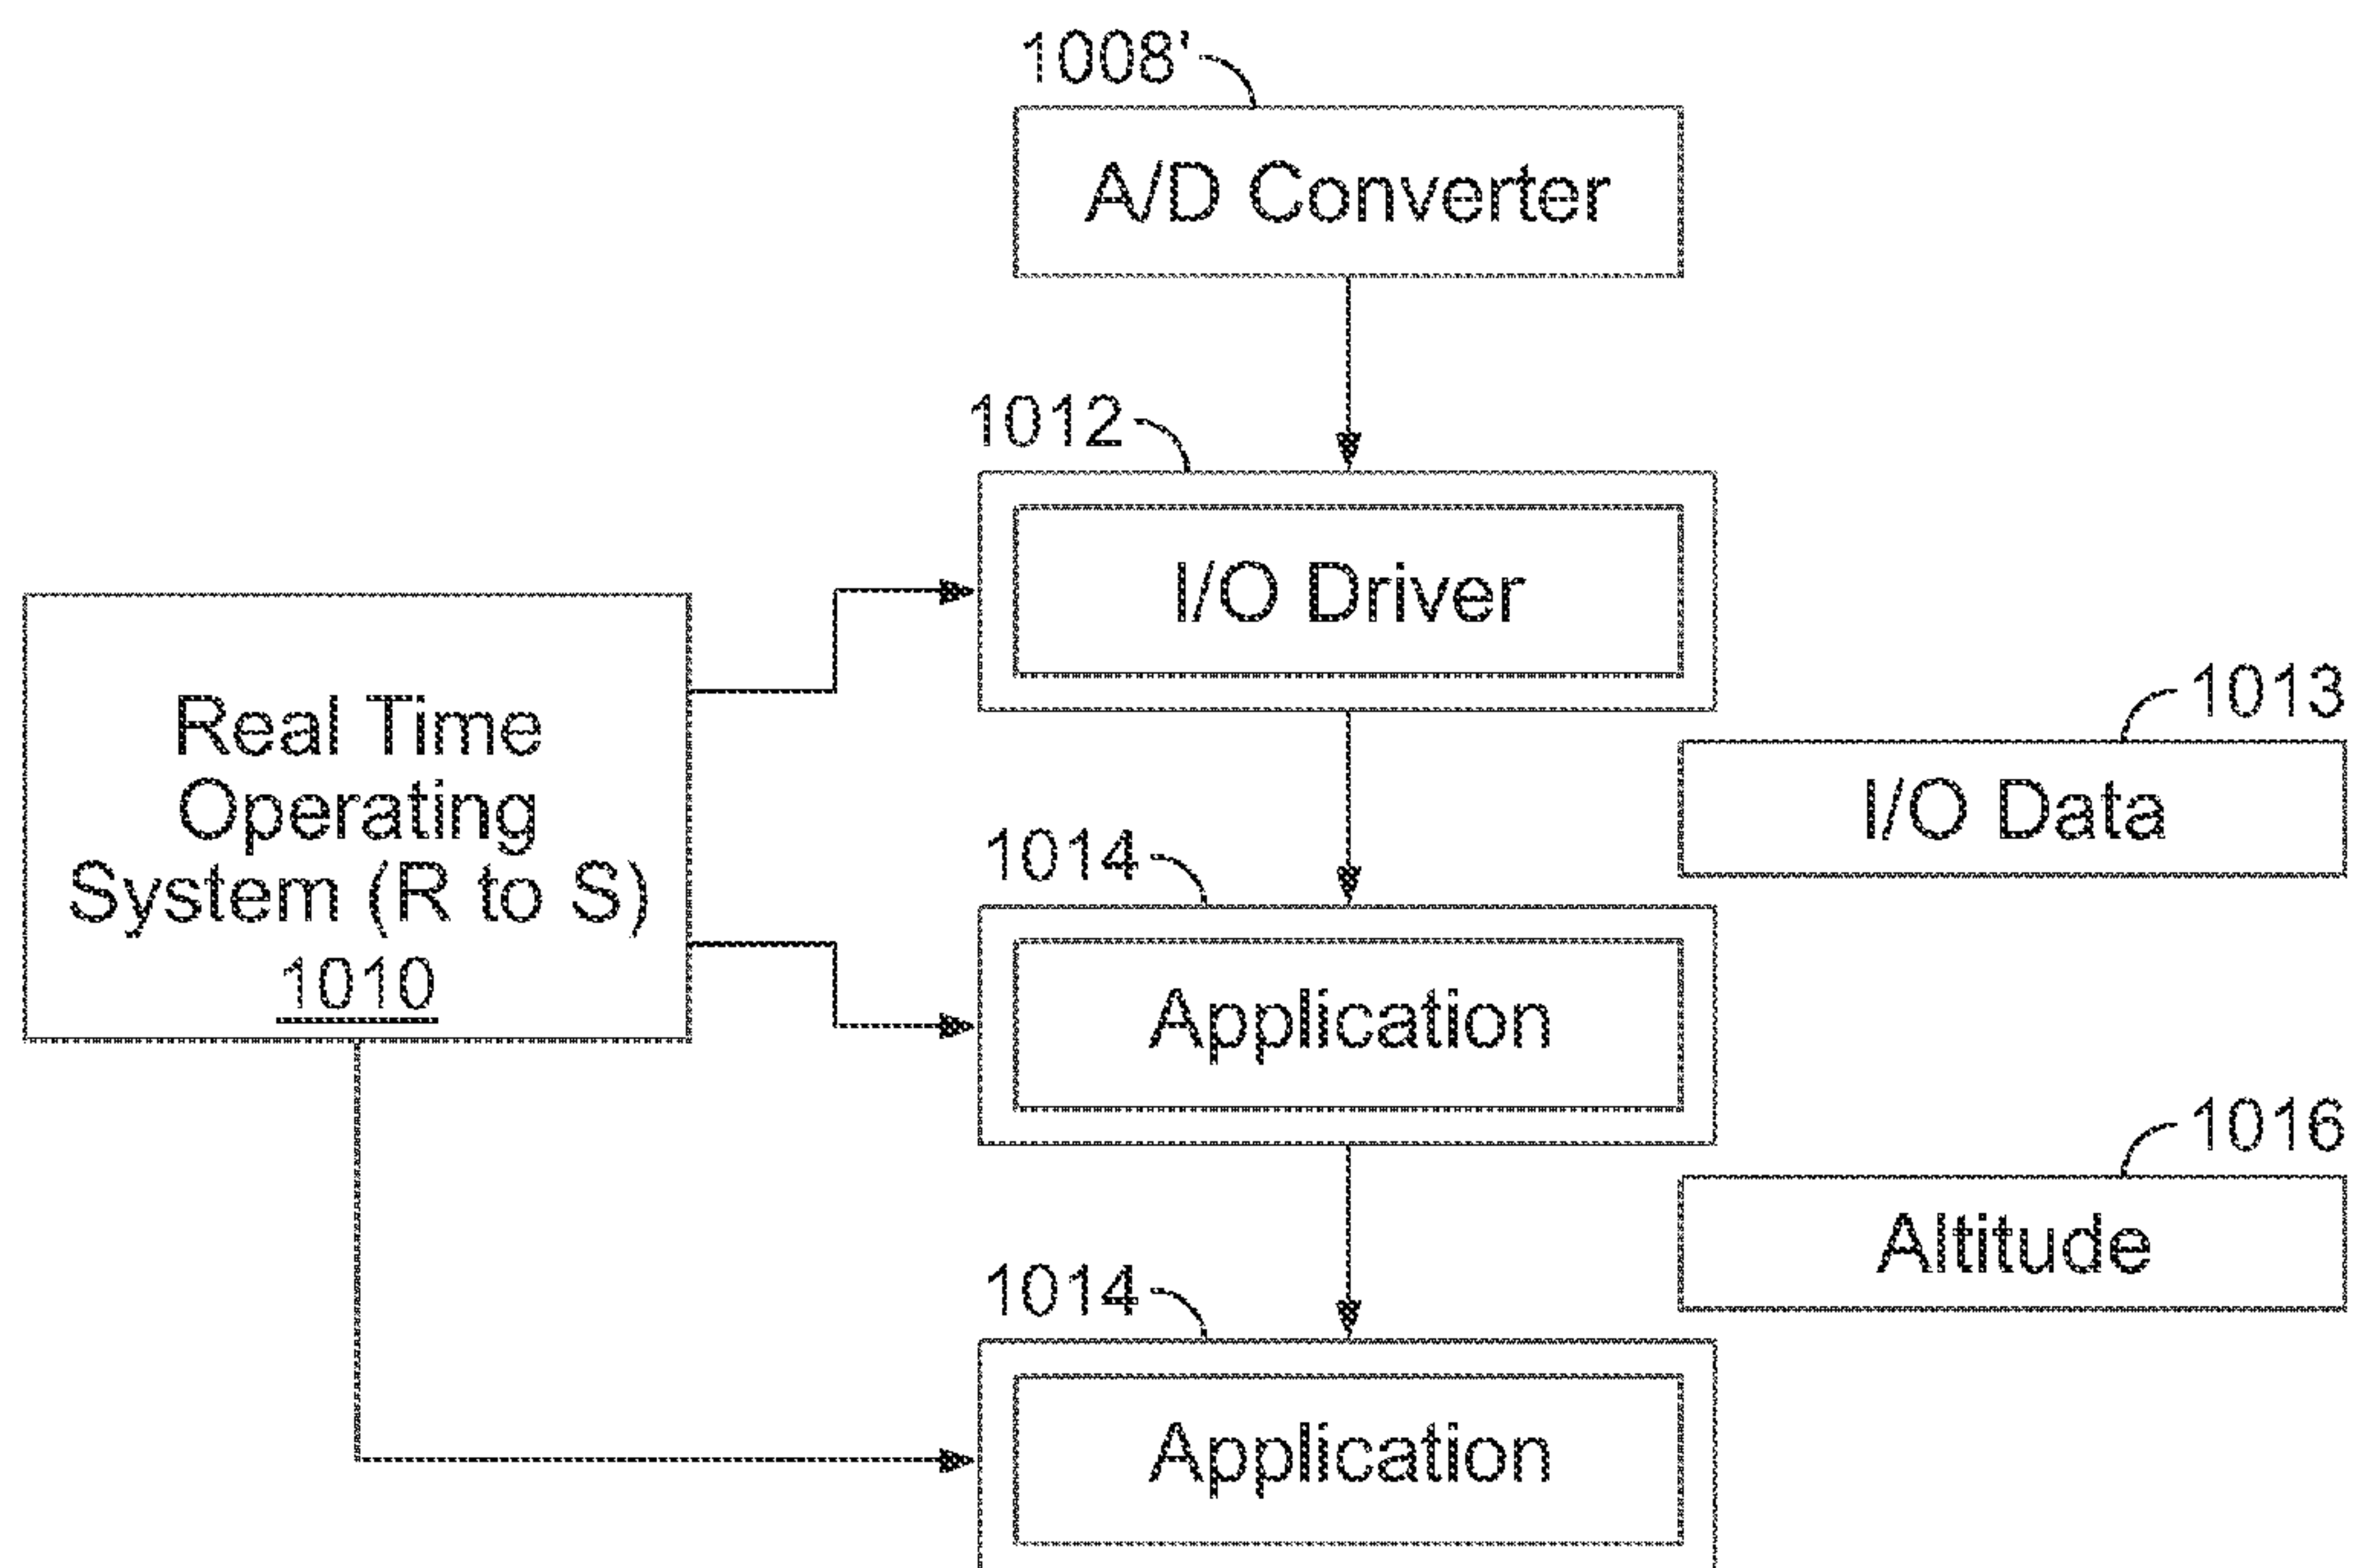 1008'
A/D Converter
1012
I/O Driver
Real Time
Operating
System (R to S)
1010
1013
I/O Data
1014
Application
1016
Altitude
1014
Application